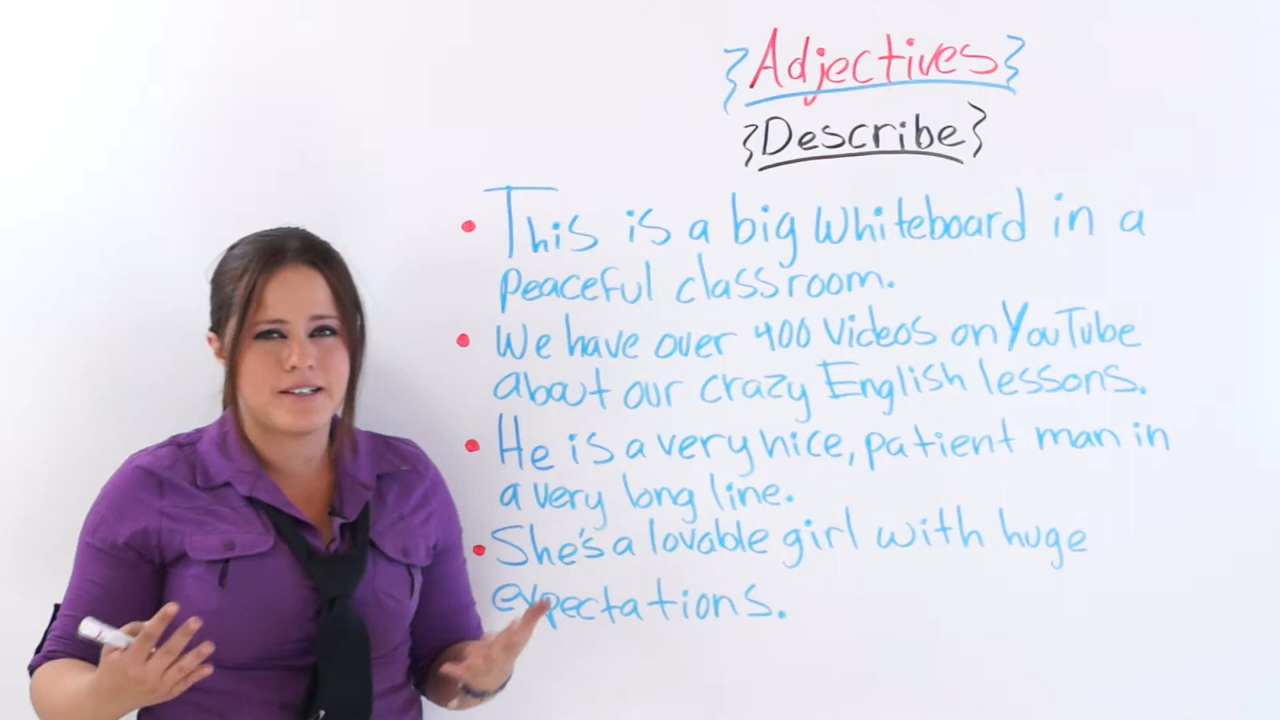 {Adjectives}
{Describe}
• This is a big whiteboard in a
peaceful classroom.
• We have over 400 videos on YouTube
about our crazy English lessons.
• He is a very nice, patient man in
a very long line.
• She's a lovable girl with huge
expectations.